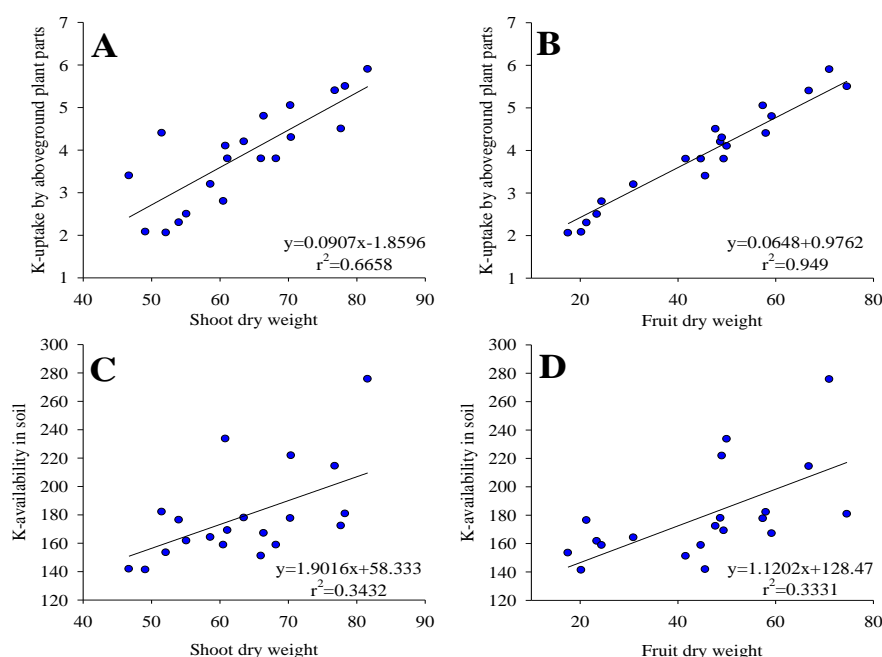 A
K-uptake by aboveground plant parts
7
6
5
4
3
2
1
y=0.0907x-1.8596
r²=0.6658
40 50 60 70 80 90
Shoot dry weight
B
K-uptake by aboveground plant parts
7
6
5
4
3
2
1
y=0.0648+0.9762
r²=0.949
20 40 60 80
Fruit dry weight
C
K-availability in soil
300
280
260
240
220
200
180
160
140
120
y=1.9016x+58.333
r²=0.3432
40 50 60 70 80 90
Shoot dry weight
D
K-availability in soil
300
280
260
240
220
200
180
160
140
120
y=1.1202x+128.47
r²=0.3331
20 40 60 80
Fruit dry weight